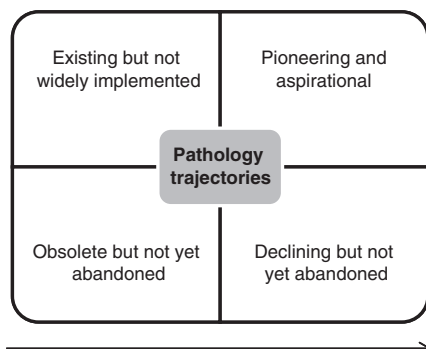 Existing but not
widely implemented
Pioneering and
aspirational
Pathology
trajectories
Obsolete but not yet
abandoned
Declining but not
yet abandoned